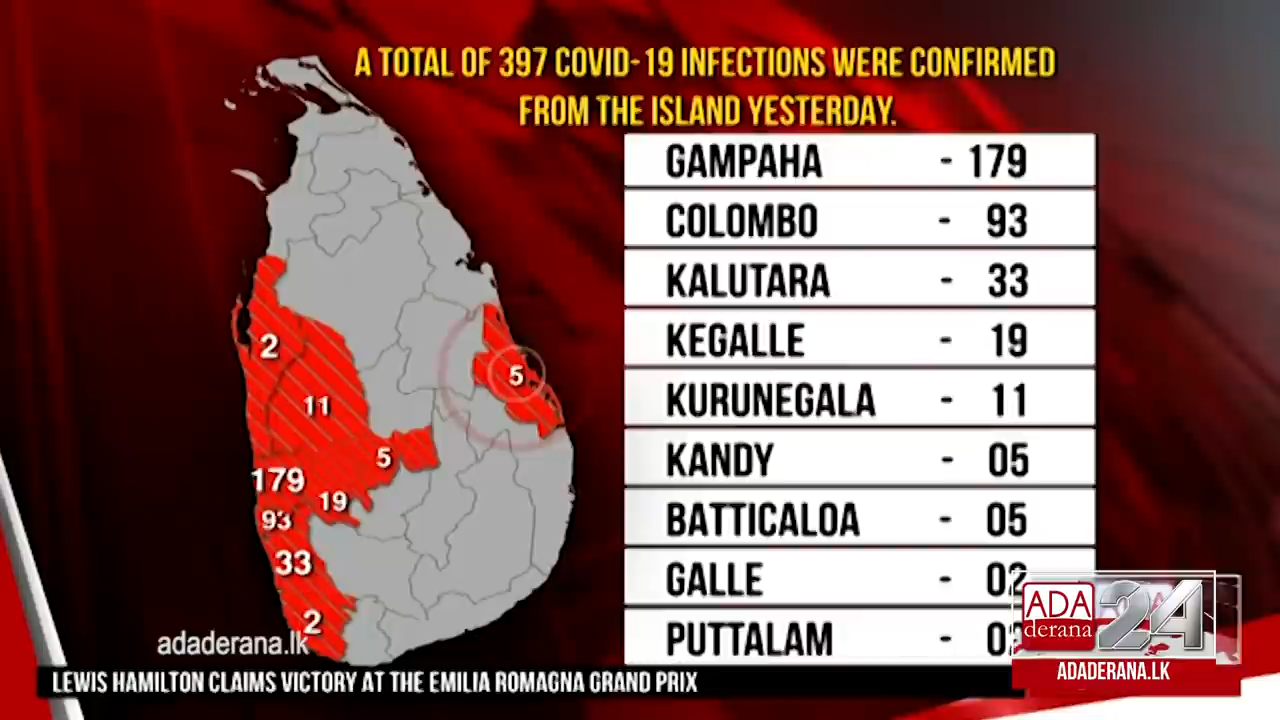 A TOTAL OF 397 COVID-19 INFECTIONS WERE CONFIRMED
FROM THE ISLAND YESTERDAY.
GAMPAHA - 179
COLOMBO - 93
KALUTARA - 33
KEGALLE - 19
KURUNEGALA - 11
KANDY - 05
BATTICALOA - 05
GALLE - 02
PUTTALAM -
2
11
5
5
179
19
93
33
2
adaderana.lk
ADA
derana
24
ADADERANA.LK
LEWIS HAMILTON CLAIMS VICTORY AT THE EMILIA ROMAGNA GRAND PRIX